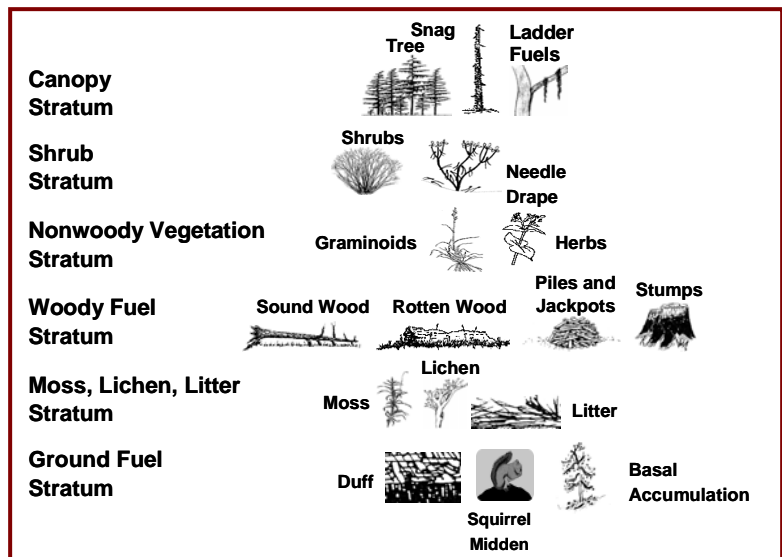 Snag
Tree
Ladder
Fuels
Canopy
Stratum
Shrubs
Shrub
Stratum
Needle
Drape
Nonwoody Vegetation
Stratum
Graminoids
Herbs
Piles and
Jackpots
Stumps
Woody Fuel
Stratum
Sound Wood
Rotten Wood
Moss, Lichen, Litter
Stratum
Moss
Lichen
Litter
Ground Fuel
Stratum
Duff
Squirrel
Midden
Basal
Accumulation